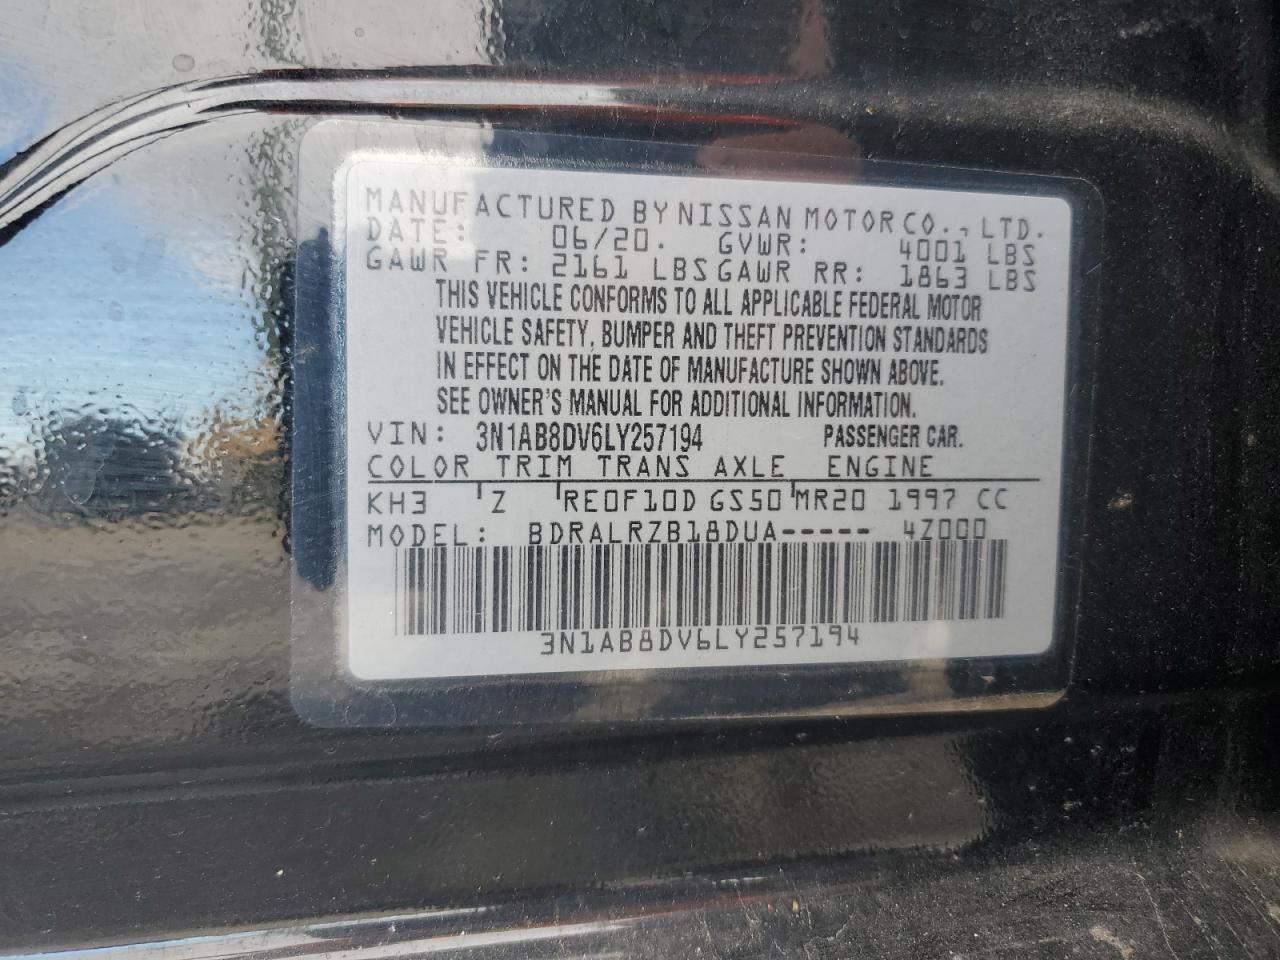 MANUFACTURED BY NISSAN MOTOR CO., LTD.
DATE: 06/20. GVWR: 4001 LBS
GAWR FR: 2161 LBS GAWR RR: 1863 LBS
THIS VEHICLE CONFORMS TO ALL APPLICABLE FEDERAL MOTOR
VEHICLE SAFETY, BUMPER AND THEFT PREVENTION STANDARDS
IN EFFECT ON THE DATE OF MANUFACTURE SHOWN ABOVE.
SEE OWNER'S MANUAL FOR ADDITIONAL INFORMATION.
VIN: 3N1AB8DV6LY257194 PASSENGER CAR.
COLOR TRIM TRANS AXLE ENGINE
KH3 Z RE0F10D GS50 MR20 1997 CC
MODEL: BDRALRZB18DUA----- 4Z000
3N1AB8DV6LY257194